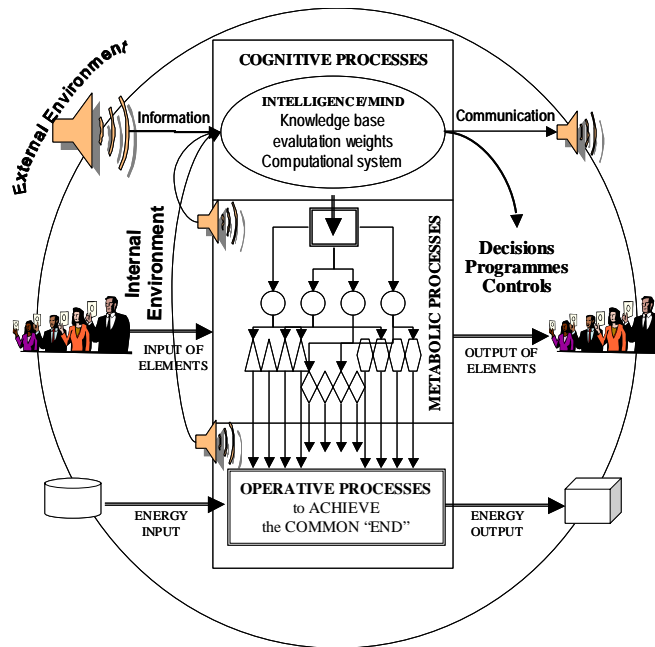 External Environment
COGNITIVE PROCESSES
Information
INTELLIGENCE/MIND
Knowledge base
evalutation weights
Computational system
Communication
Internal
Environment
Decisions
Programmes
Controls
METABOLIC PROCESSES
INPUT OF
ELEMENTS
OUTPUT OF
ELEMENTS
OPERATIVE PROCESSES
to ACHIEVE
the COMMON “END”
ENERGY
INPUT
ENERGY
OUTPUT